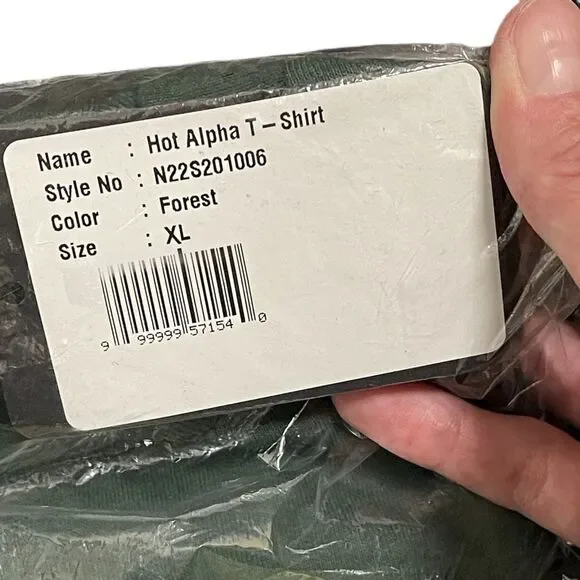 Name : Hot Alpha T-Shirt
Style No : N22S201006
Color : Forest
Size : XL
9 99999 57154 0